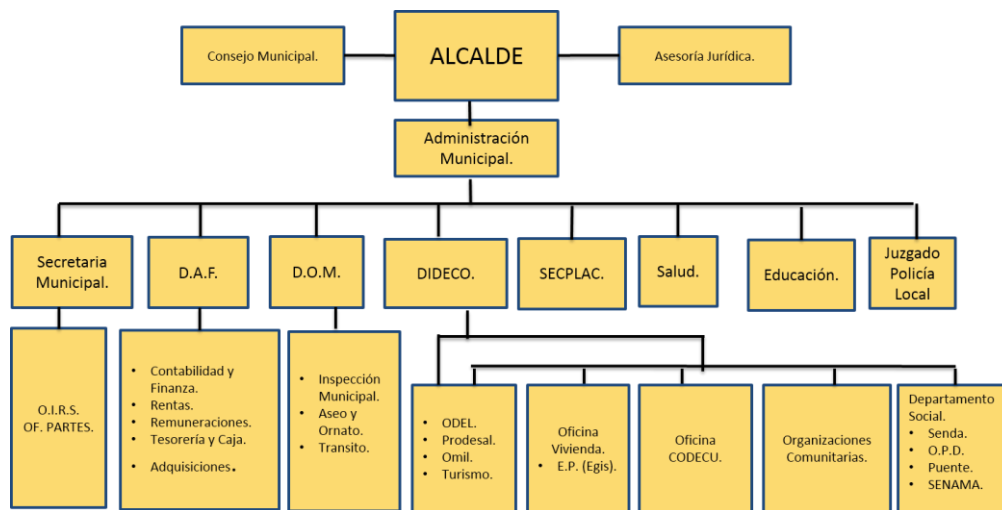 Consejo Municipal.
ALCALDE
Asesoría Jurídica.
Administración
Municipal.
Secretaria
Municipal.
D.A.F.
D.O.M.
DIDECO.
SECPLAC.
Salud.
Educación.
Juzgado
Policía
Local
O.I.R.S.
OF. PARTES.
• Contabilidad y
Finanza.
• Rentas.
• Remuneraciones.
• Tesorería y Caja.
• Adquisiciones.
• Inspección
Municipal.
• Aseo y
Ornato.
• Transito.
• ODEL.
• Prodesal.
• Omil.
• Turismo.
Oficina
Vivienda.
• E.P. (Egis).
Oficina
CODECU.
Organizaciones
Comunitarias.
Departamento
Social.
• Senda.
• O.P.D.
• Puente.
• SENAMA.